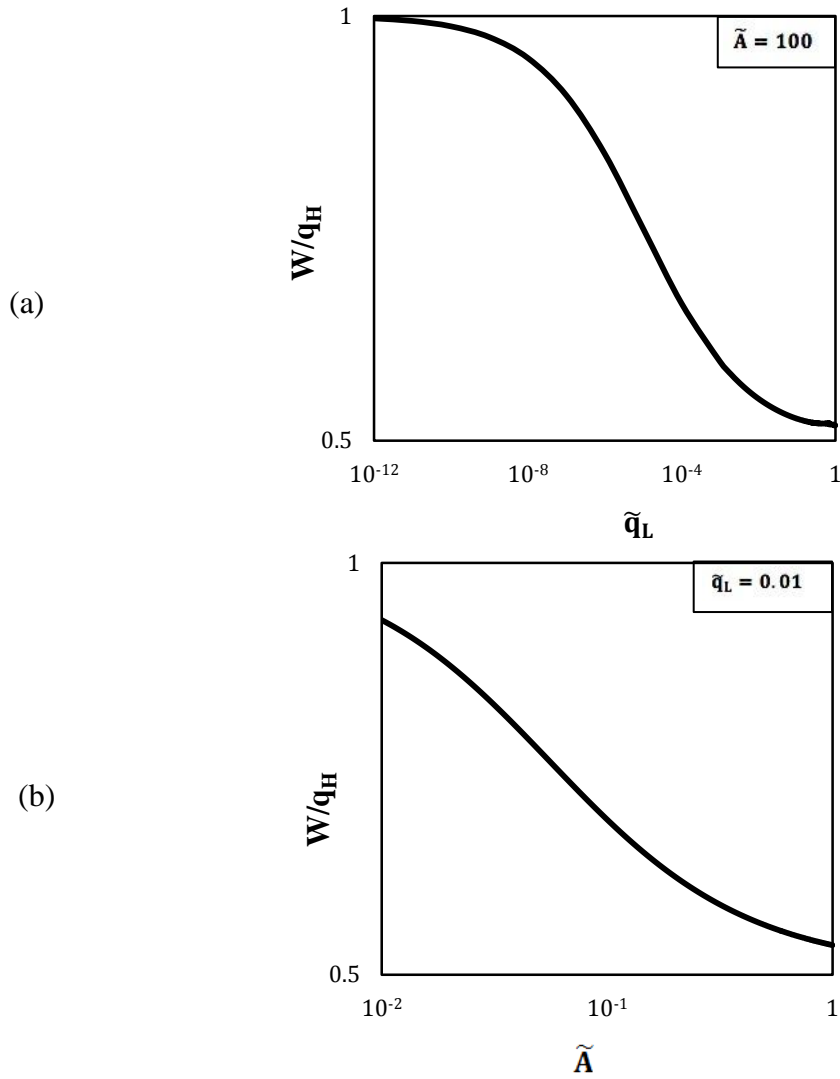 1
Ã = 100
W/q_H
(a)
0.5
10⁻¹²
10⁻⁸
10⁻⁴
1
q̃_L
1
q̃_L = 0.01
W/q_H
(b)
0.5
10⁻²
10⁻¹
1
Ã